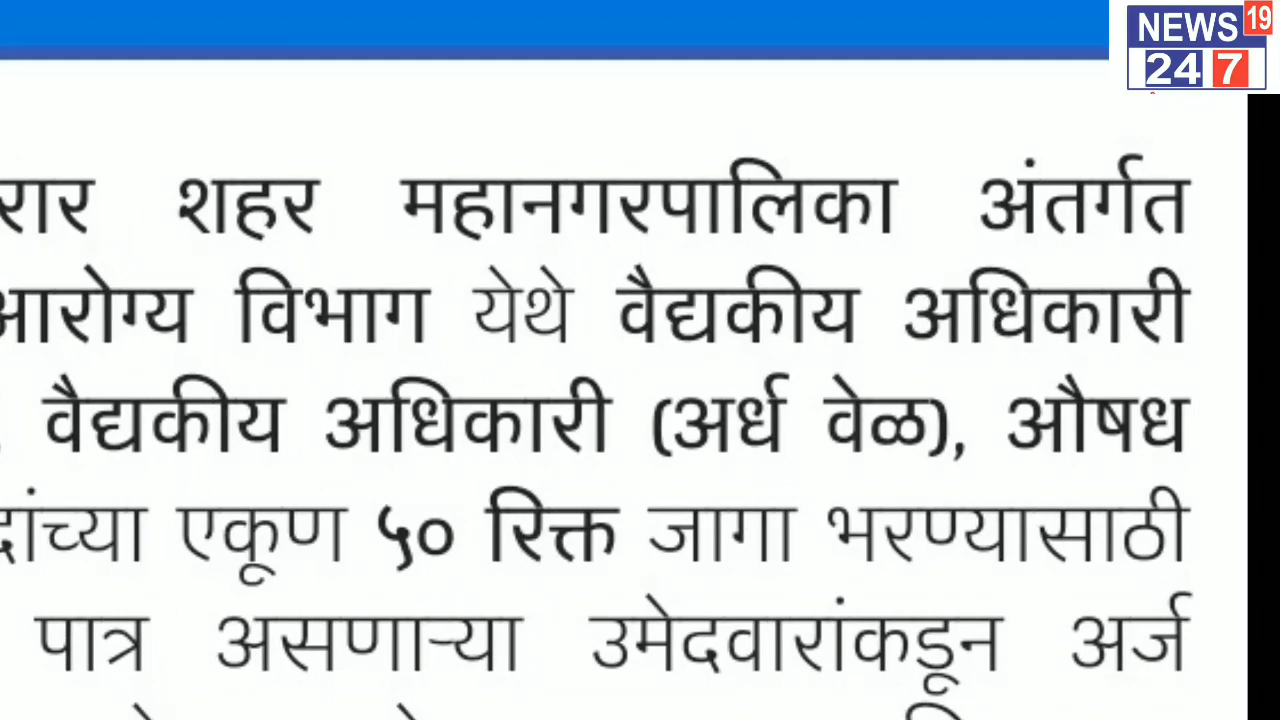 NEWS 19
24 7
शहर महानगरपालिका अंतर्गत
आरोग्य विभाग येथे वैद्यकीय अधिकारी
वैद्यकीय अधिकारी (अर्ध वेळ), औषध
एकूण ५० रिक्त जागा भरण्यासाठी
पात्र असणाऱ्या उमेदवारांकडून अर्ज